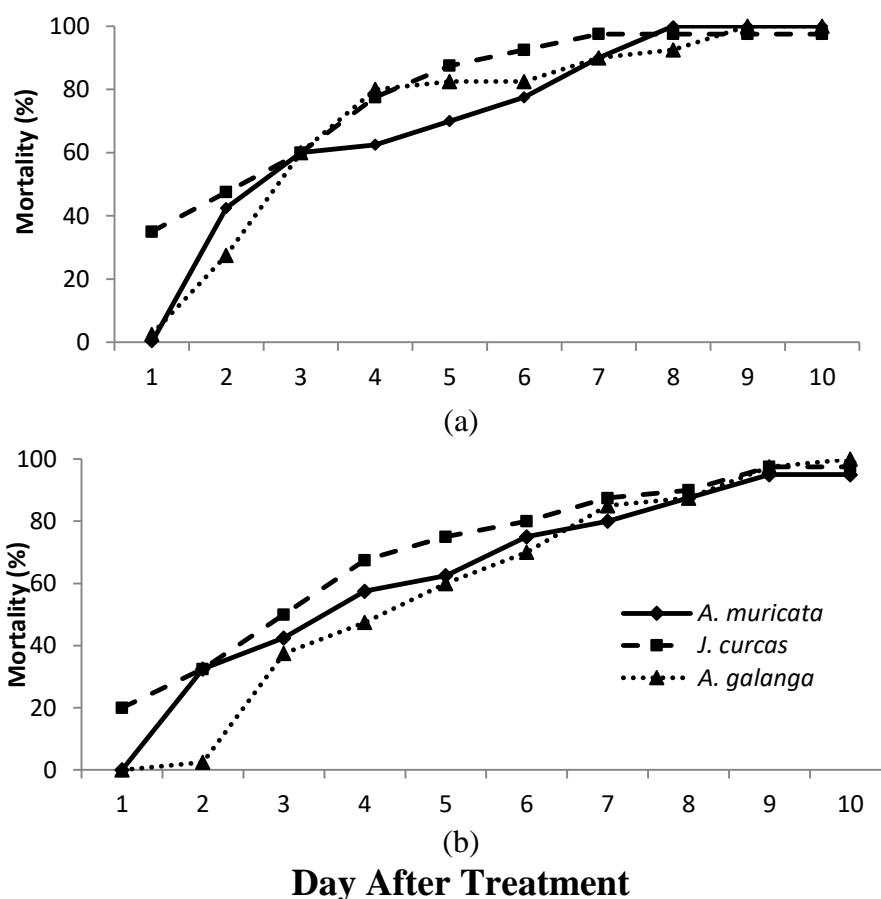 100
80
60
40
20
0
Mortality (%)
1 2 3 4 5 6 7 8 9 10
(a)
100
80
60
40
20
0
Mortality (%)
A. muricata
J. curcas
A. galanga
1 2 3 4 5 6 7 8 9 10
(b)
Day After Treatment